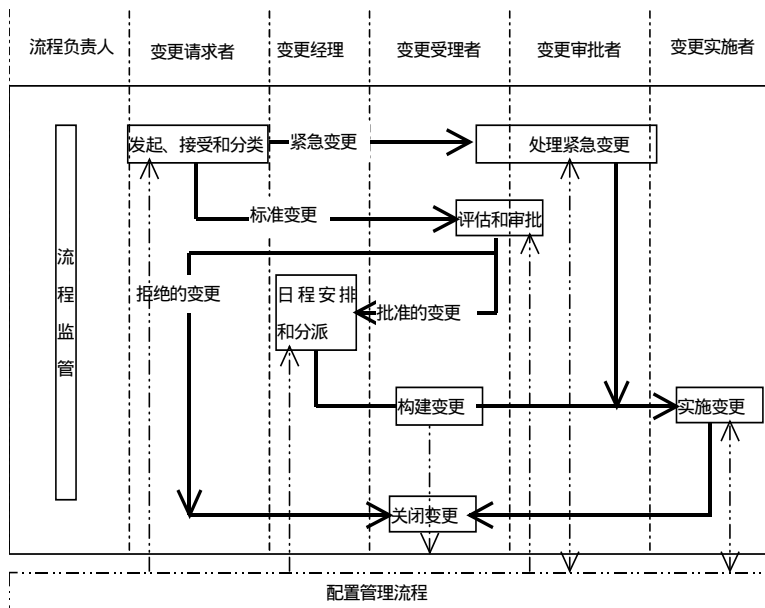 流程负责人
变更请求者
变更经理
变更受理者
变更审批者
变更实施者
发起、接受和分类
紧急变更
处理紧急变更
标准变更
评估和审批
流程监管
拒绝的变更
日程安排
和分派
批准的变更
构建变更
实施变更
关闭变更
配置管理流程